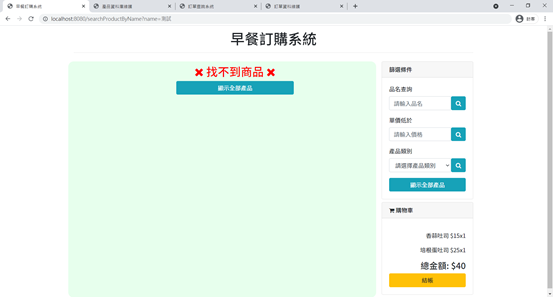 早餐訂購系統
產品資料庫維護
訂單管理系統
訂單資料維護
localhost:8080/searchProductByName?name=測試
訪客
早餐訂購系統
✖ 找不到商品 ✖
顯示全部產品
篩選條件
品名查詢
請輸入品名
單價低於
請輸入價格
產品類別
請選擇產品類別
顯示全部產品
購物車
香蒜吐司 $15x1
培根蛋吐司 $25x1
總金額: $40
結帳